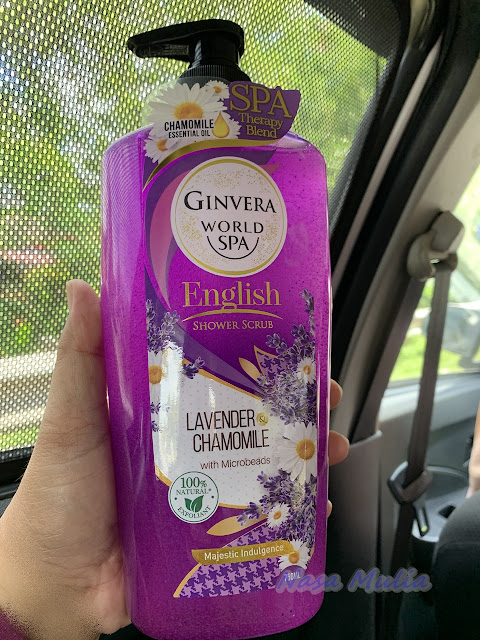 SPA
Therapy
Blend
CHAMOMILE
ESSENTIAL OIL
GINVERA
WORLD
SPA
English
SHOWER SCRUB
LAVENDER &
CHAMOMILE
with Microbeads
100%
NATURAL*
EXFOLIANT
Majestic Indulgence
Nasa Mulia